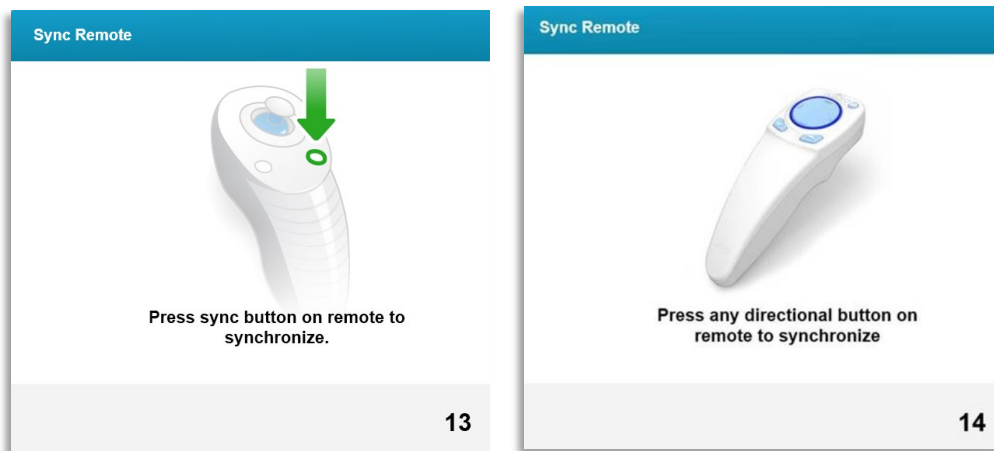 Sync Remote
Press sync button on remote to
synchronize.
13
Sync Remote
Press any directional button on
remote to synchronize
14